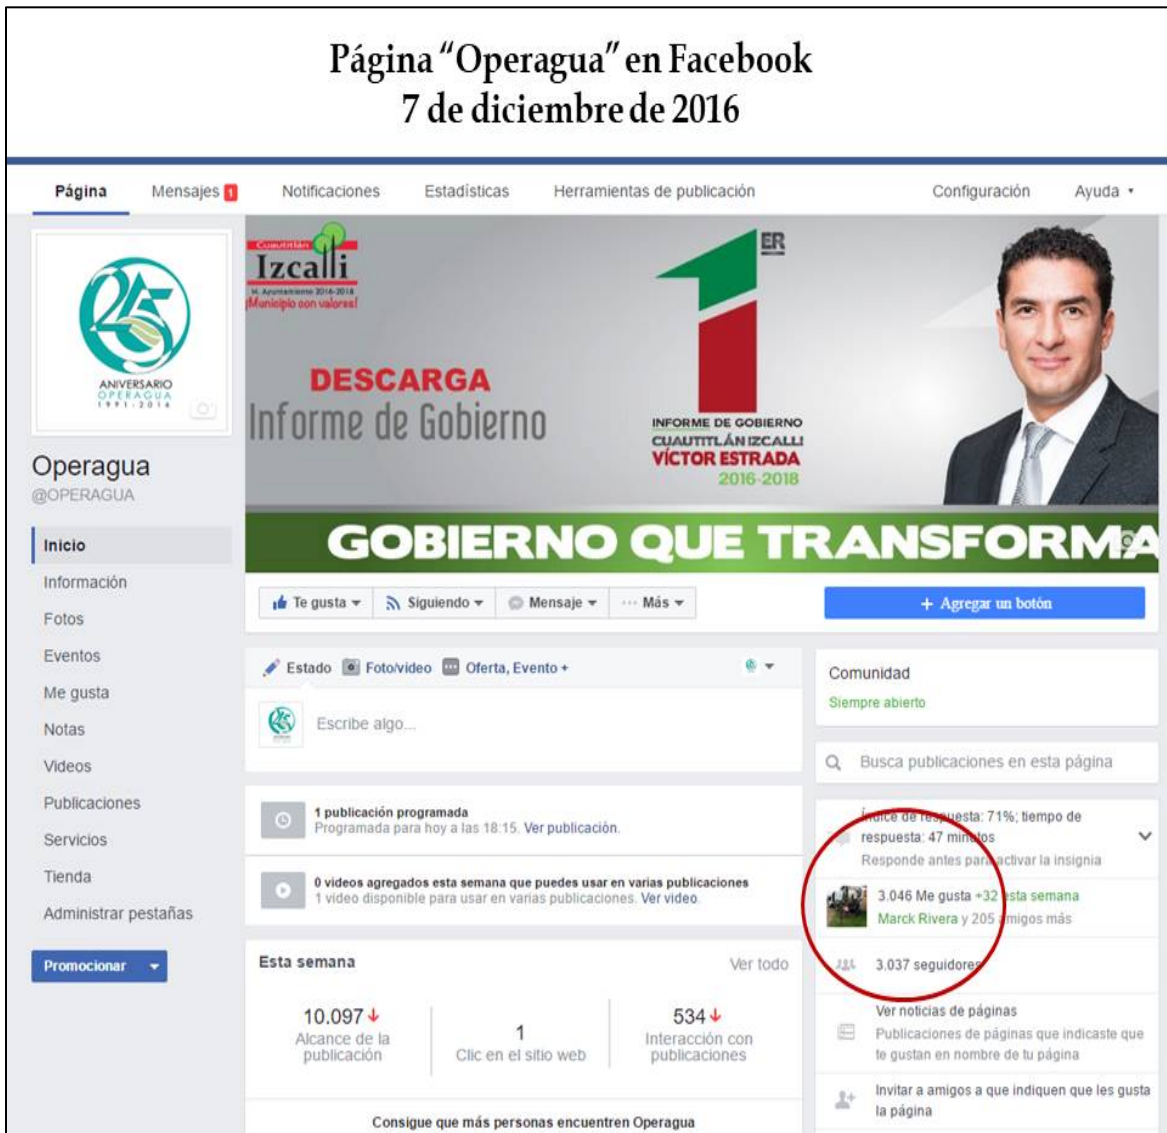 Página “Operagua” en Facebook
7 de diciembre de 2016
Página
Mensajes 1
Notificaciones
Estadísticas
Herramientas de publicación
Configuración
Ayuda
25
ANIVERSARIO
OPERAGUA
1991-2016
Operagua
@OPERAGUA
Inicio
Información
Fotos
Eventos
Me gusta
Notas
Videos
Publicaciones
Servicios
Tienda
Administrar pestañas
Promocionar
Cuautitlán
Izcalli
H. Ayuntamiento 2016-2018
¡Municipio con valores!
DESCARGA
Informe de Gobierno
1ER
INFORME DE GOBIERNO
CUAUTITLÁN IZCALLI
VÍCTOR ESTRADA
2016-2018
GOBIERNO QUE TRANSFORMA
Te gusta
Siguiendo
Mensaje
Más
+ Agregar un botón
Estado Foto/video Oferta, Evento +
Escribe algo...
1 publicación programada
Programada para hoy a las 18:15. Ver publicación.
0 videos agregados esta semana que puedes usar en varias publicaciones
1 video disponible para usar en varias publicaciones. Ver video.
Esta semana
Ver todo
10.097
Alcance de la
publicación
1
Clic en el sitio web
534
Interacción con
publicaciones
Consigue que más personas encuentren Operagua
Comunidad
Siempre abierto
Busca publicaciones en esta página
Índice de respuesta: 71%; tiempo de
respuesta: 47 minutos
Responde antes para activar la insignia
3.046 Me gusta +32 esta semana
Marck Rivera y 205 amigos más
3.037 seguidores
Ver noticias de páginas
Publicaciones de páginas que indicaste que
te gustan en nombre de tu página
Invitar a amigos a que indiquen que les gusta
la página